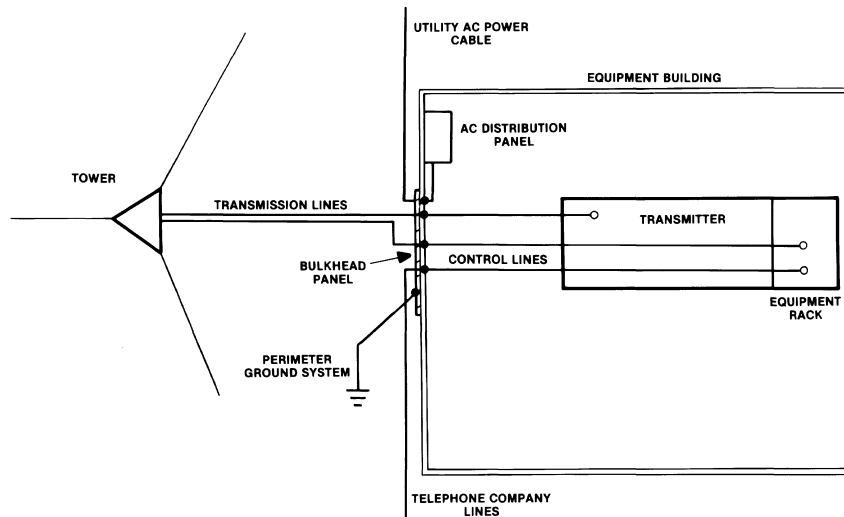 UTILITY AC POWER
CABLE
EQUIPMENT BUILDING
AC DISTRIBUTION
PANEL
TOWER
TRANSMISSION LINES
TRANSMITTER
BULKHEAD
PANEL
CONTROL LINES
EQUIPMENT
RACK
PERIMETER
GROUND SYSTEM
TELEPHONE COMPANY
LINES